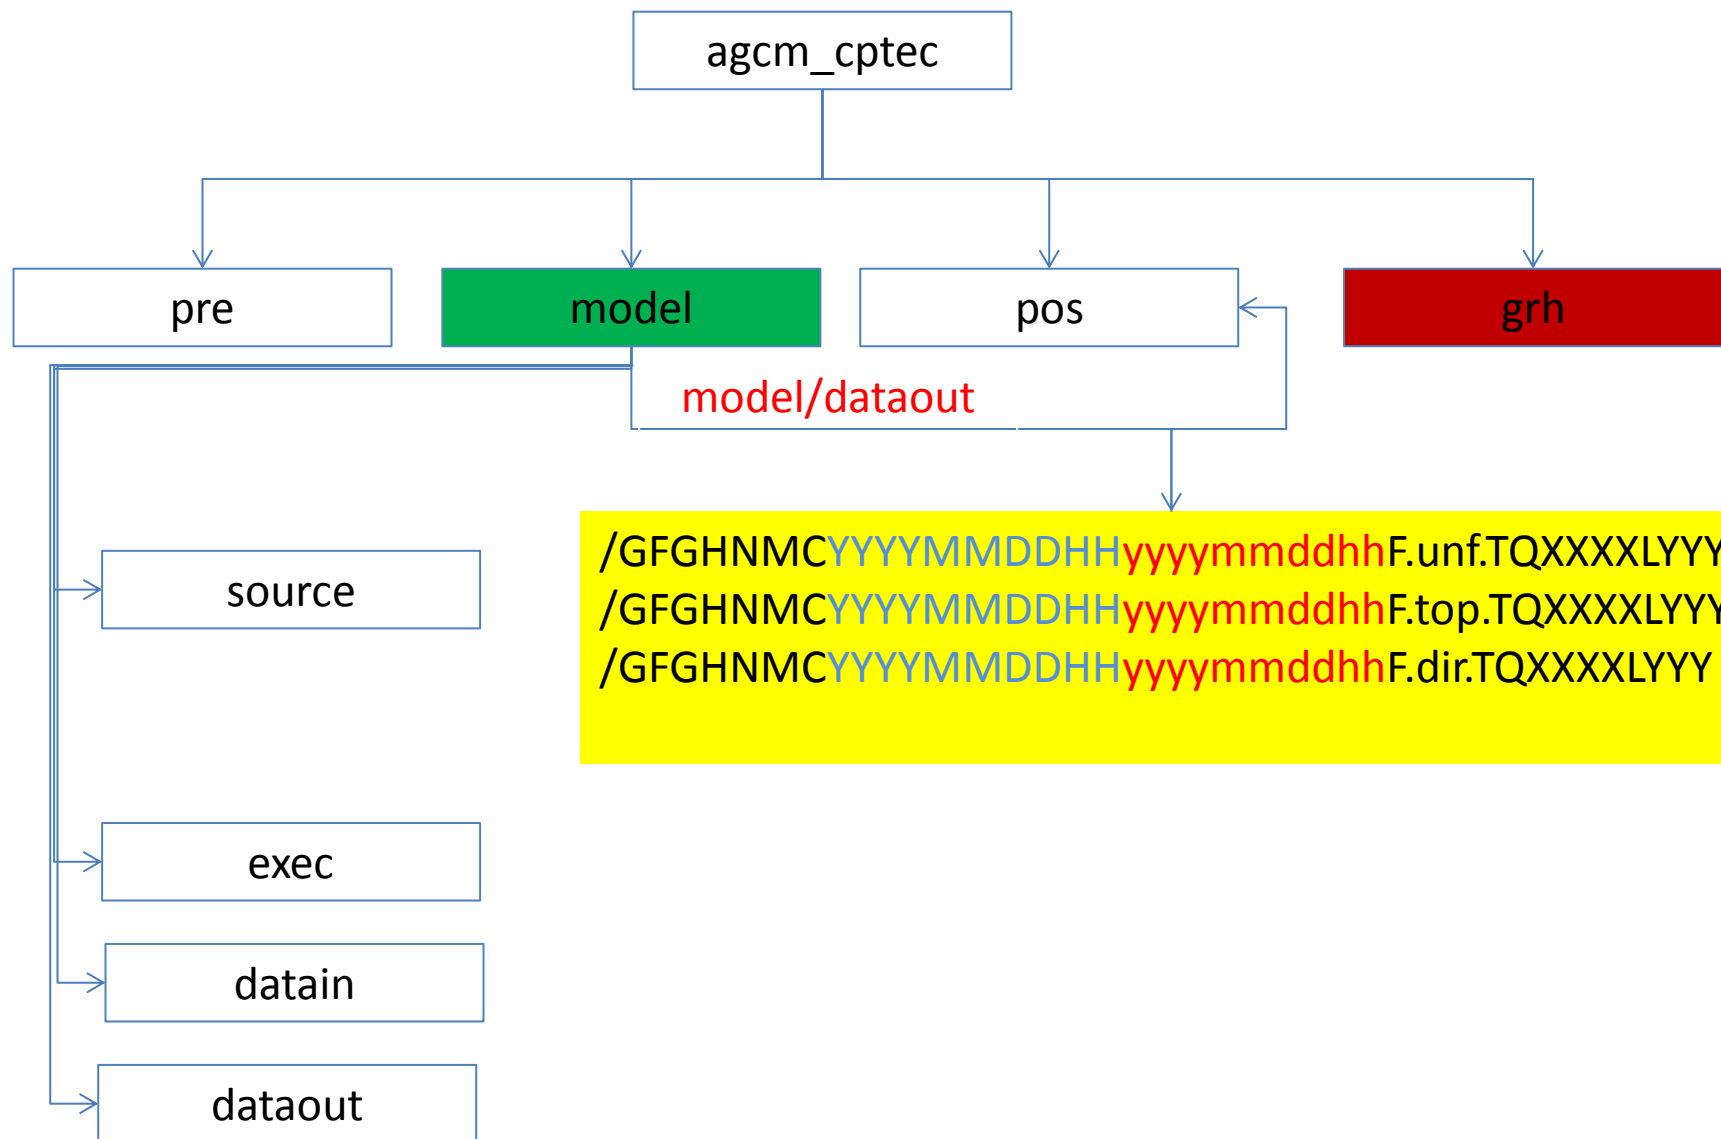 agcm_cptec
pre
model
pos
grh
model/dataout
/GFGHNMCYYYYMMDDHHyyyymmddhhF.unf.TQXXXXLYYY
/GFGHNMCYYYYMMDDHHyyyymmddhhF.top.TQXXXXLYYY
/GFGHNMCYYYYMMDDHHyyyymmddhhF.dir.TQXXXXLYYY
source
exec
datain
dataout